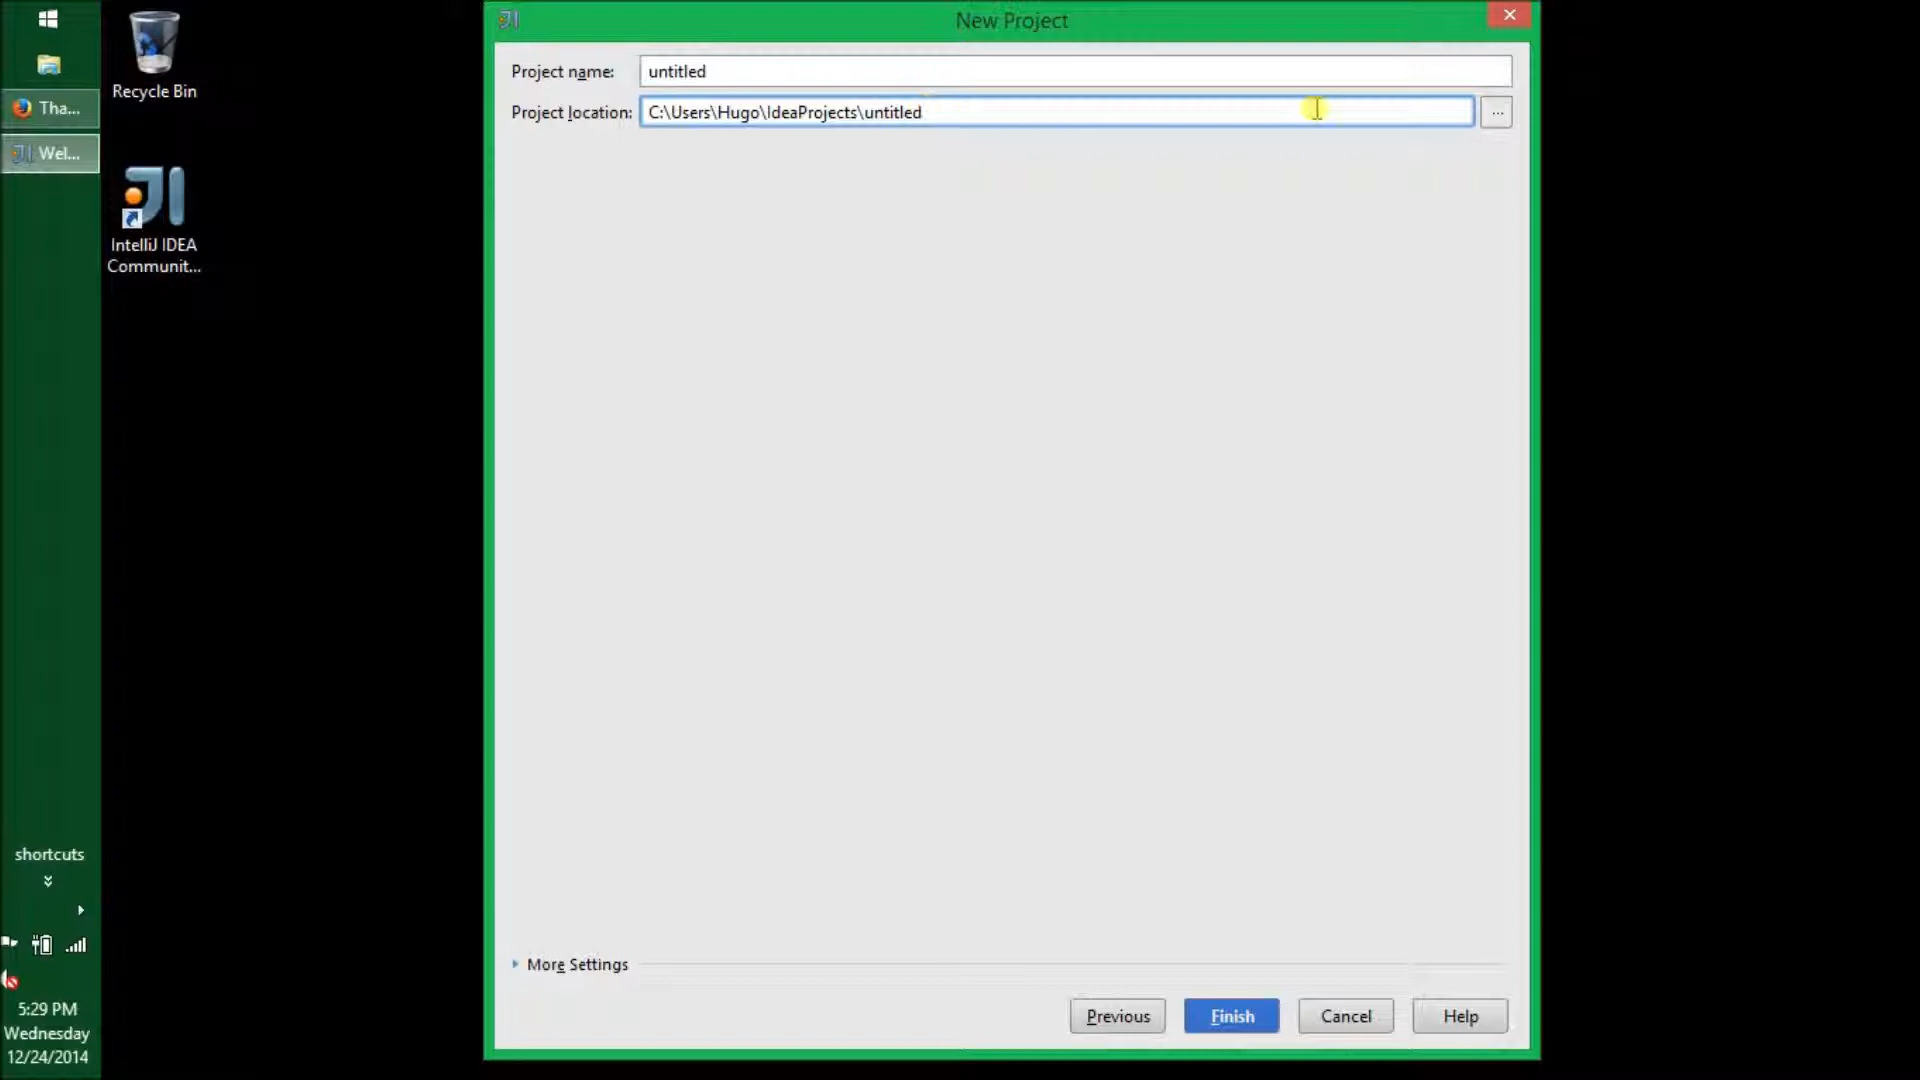 Recycle Bin
Tha...
Wel...
IntelliJ IDEA
Communit...
New Project
Project name:
untitled
Project location:
C:\Users\Hugo\IdeaProjects\untitled
...
More Settings
Previous
Finish
Cancel
Help
shortcuts
5:29 PM
Wednesday
12/24/2014